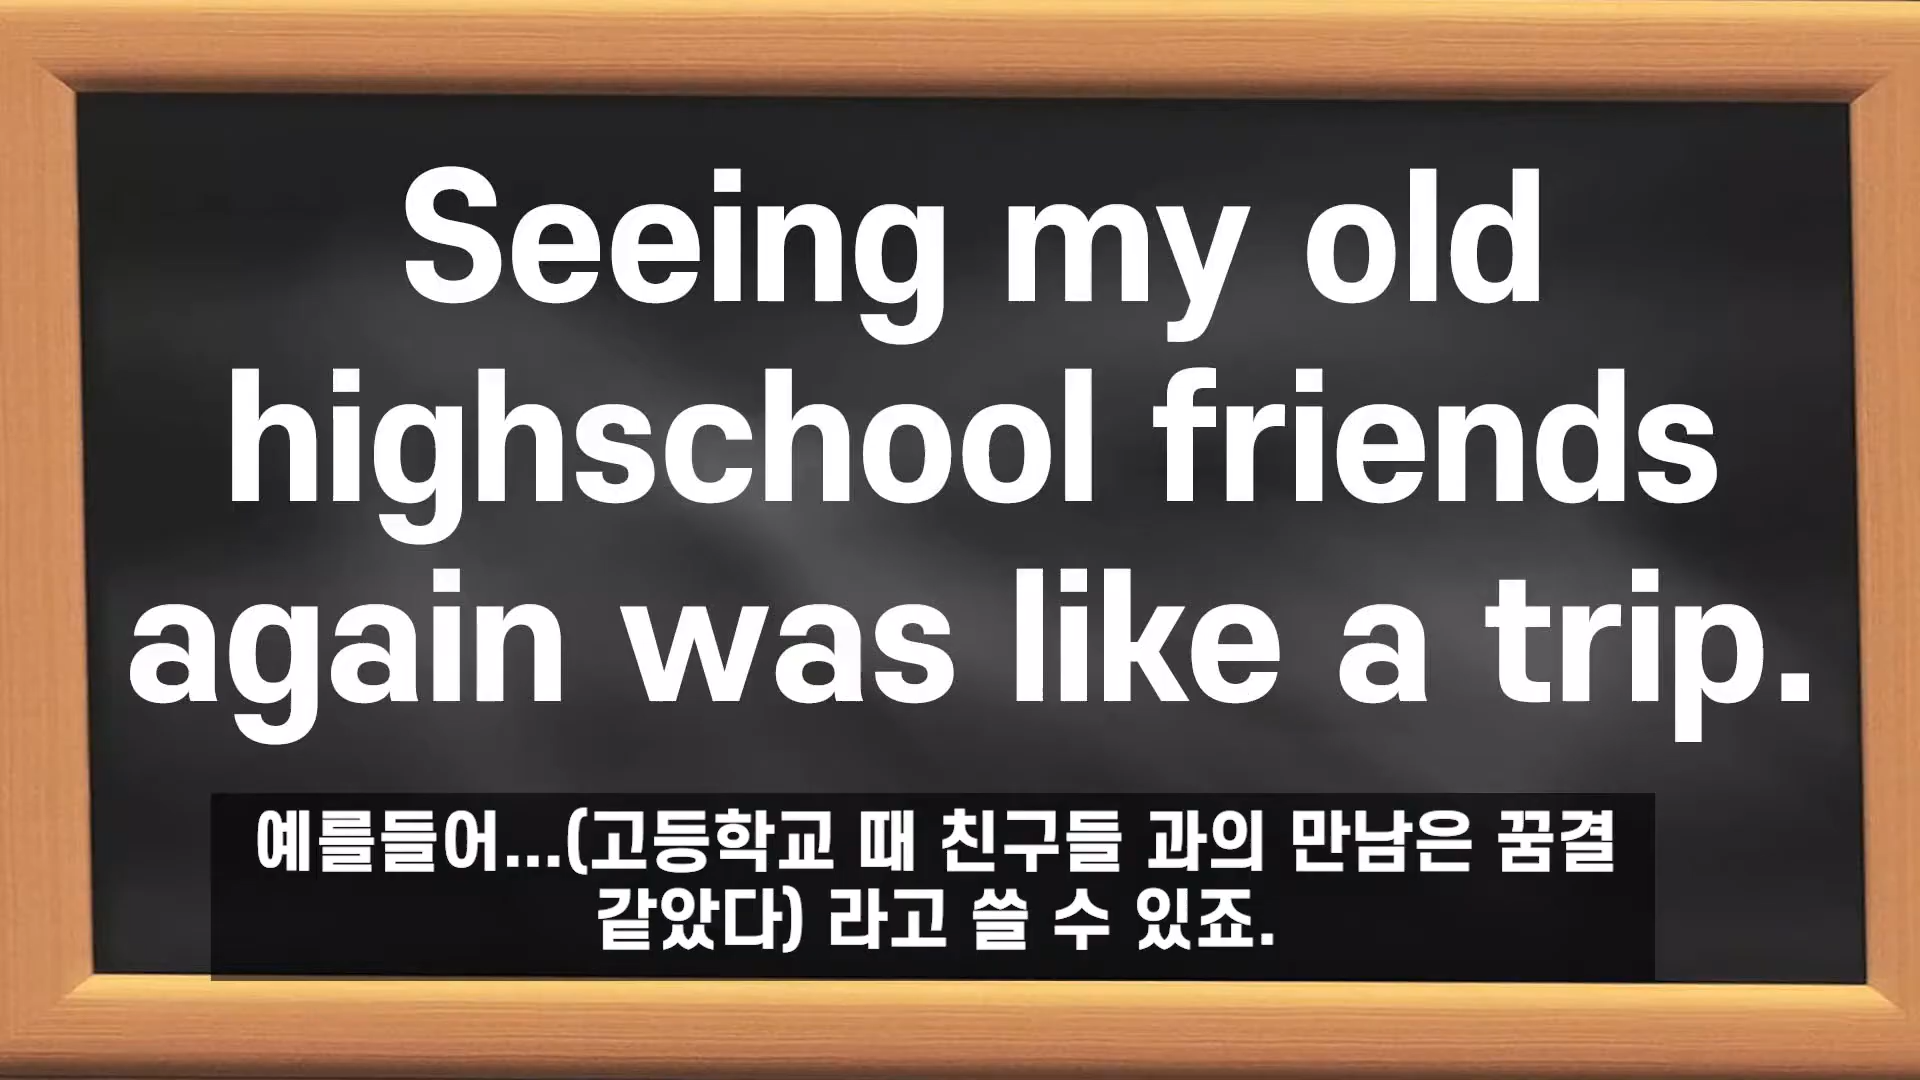 Seeing my old
highschool friends
again was like a trip.
예를들어...(고등학교 때 친구들 과의 만남은 꿈결
같았다) 라고 쓸 수 있죠.